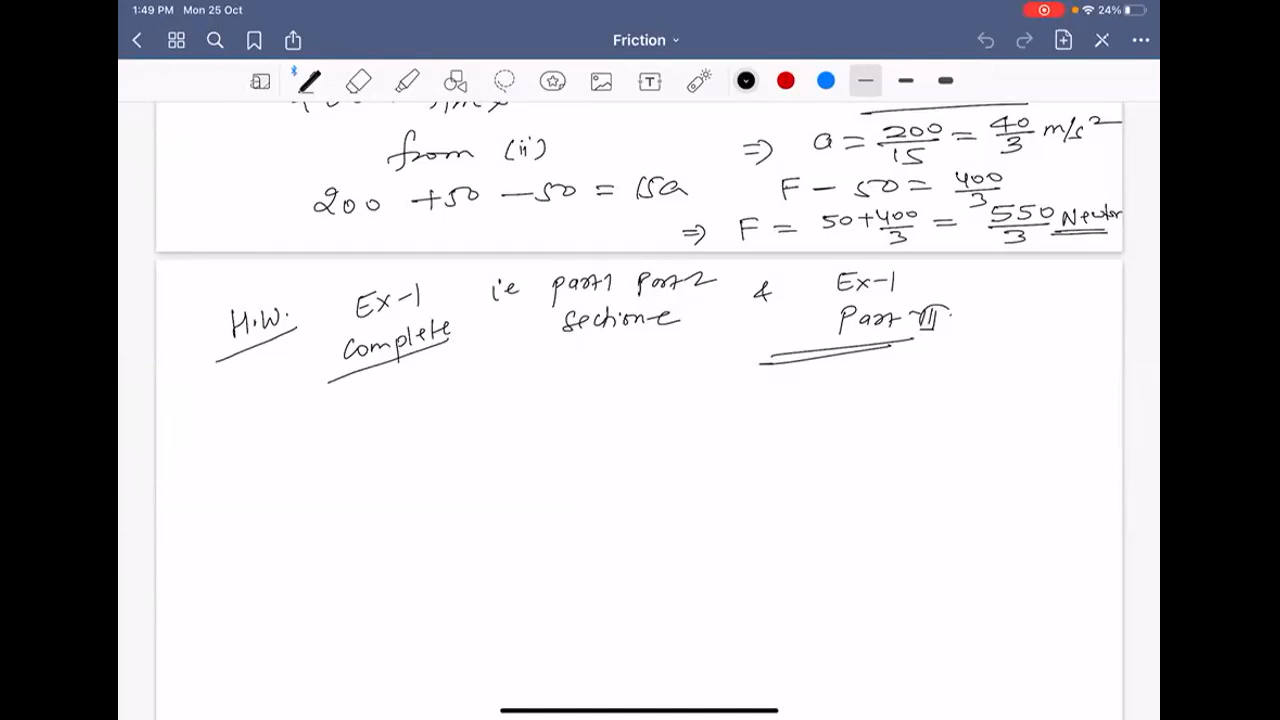 1:49 PM Mon 25 Oct
24%
Friction
from (ii)
200 +50 -50 = 15a
⇒ a = 200/15 = 40/3 m/s²
F - 50 = 400/3
⇒ F = 50 + 400/3 = 550/3 Newton
H.W. Ex-1 complete
i.e part 1 Part 2 section-c
& Ex-1 Part-III